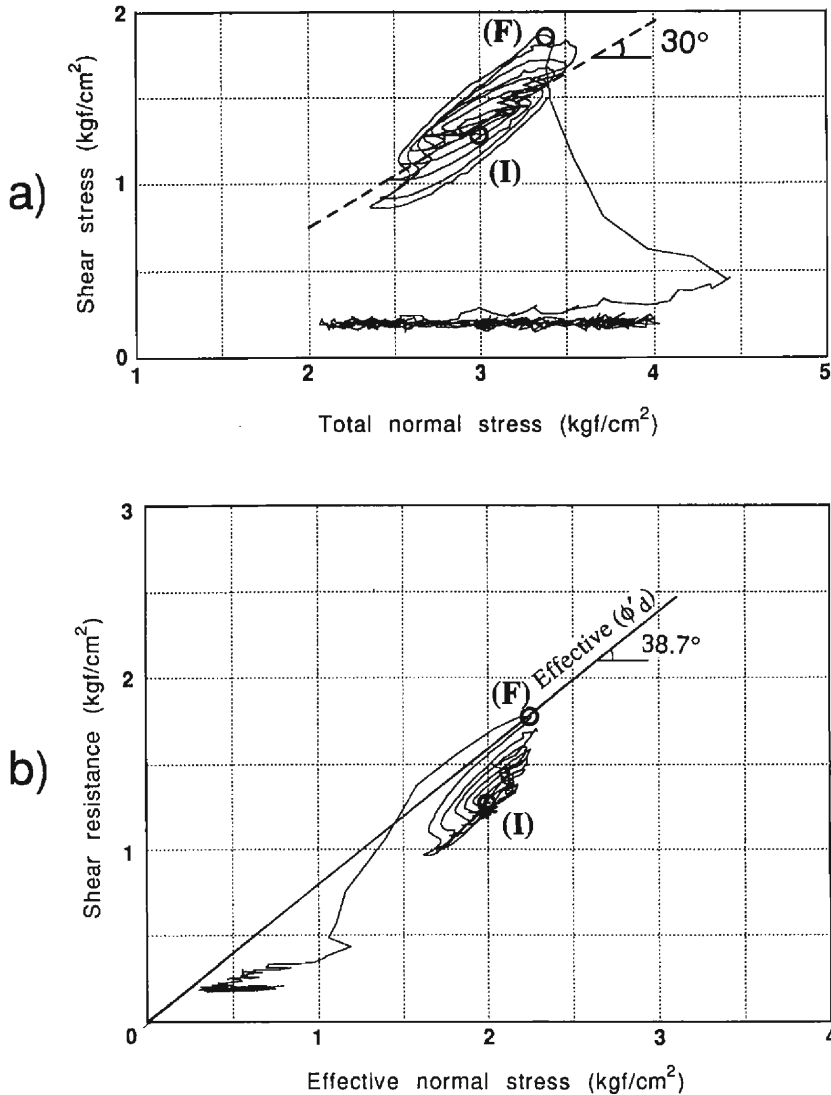 a)
Shear stress (kgf/cm²)
2
1
0
(F)
(I)
30°
1 2 3 4 5
Total normal stress (kgf/cm²)
b)
Shear resistance (kgf/cm²)
3
2
1
0
Effective (ϕ'd)
38.7°
(F)
(I)
1 2 3 4
Effective normal stress (kgf/cm²)